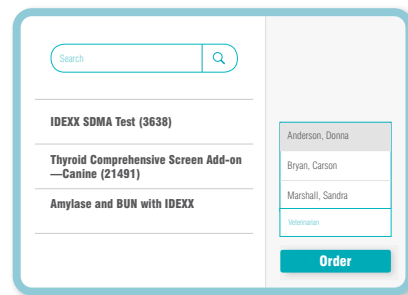 Search
IDEXX SDMA Test (3638)
Thyroid Comprehensive Screen Add-on
—Canine (21491)
Amylase and BUN with IDEXX
Anderson, Donna
Bryan, Carson
Marshall, Sandra
Veterinarian
Order